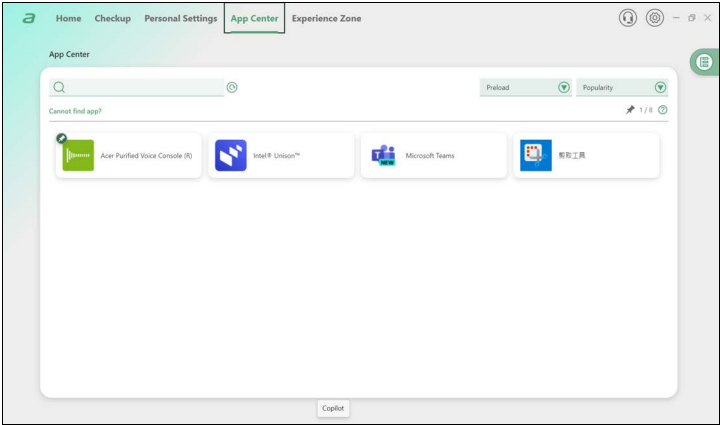 a Home Checkup Personal Settings App Center Experience Zone
App Center
Preload Popularity
Cannot find app? 1 / 8
Acer Purified Voice Console (R) Intel® Unison™ T NEW Microsoft Teams 剪取工具
Copilot